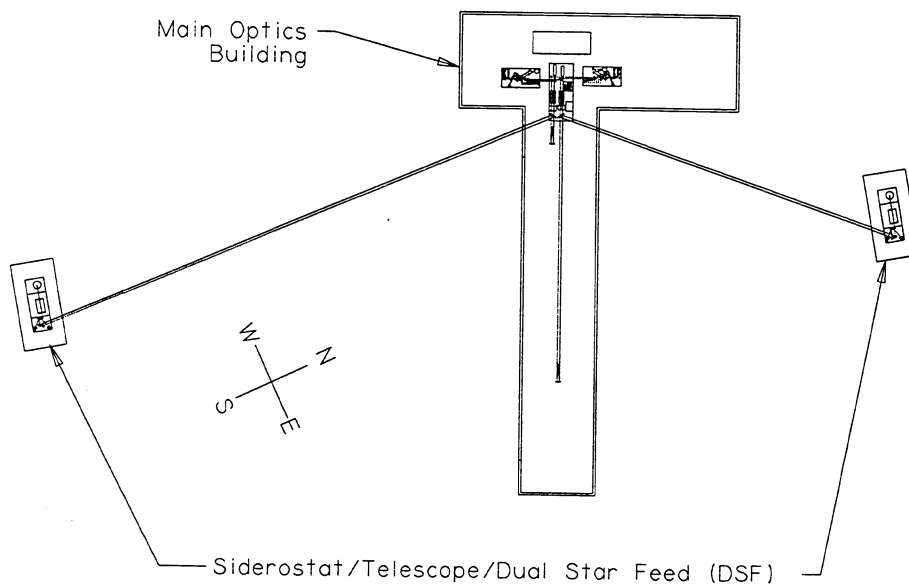 Main Optics
Building
W
N
S
E
Siderostat/Telescope/Dual Star Feed (DSF)